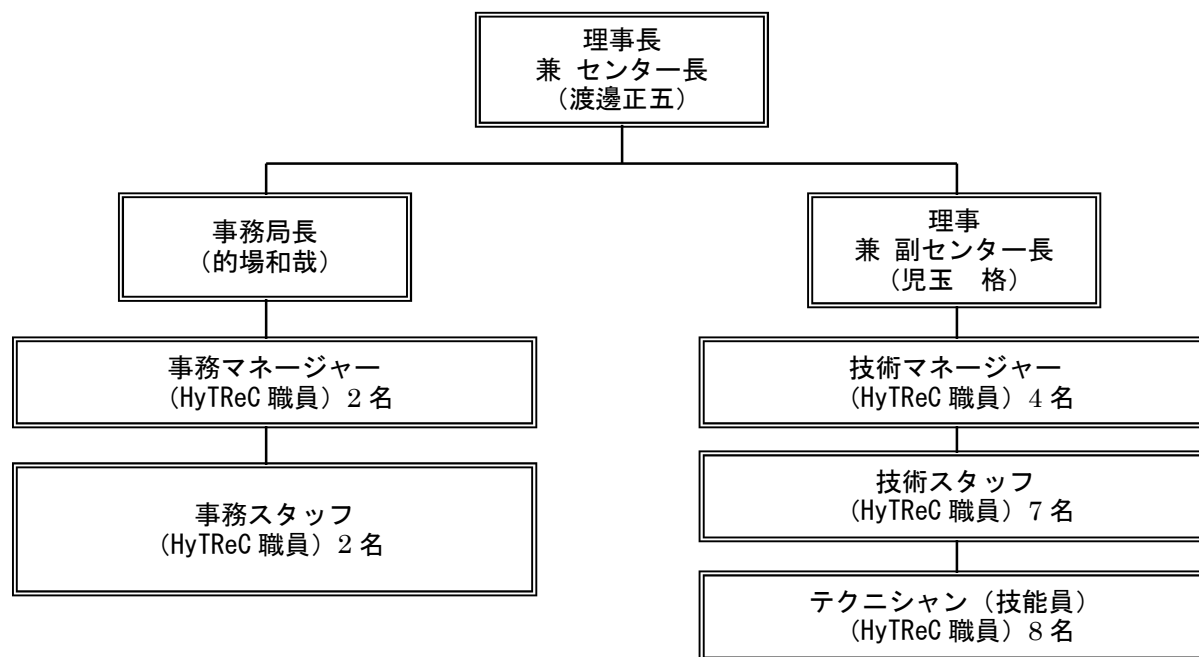 理事長
兼 センター長
（渡邊正五）
事務局長
（的場和哉）
理事
兼 副センター長
（児玉　格）
事務マネージャー
（HyTReC 職員）2 名
技術マネージャー
（HyTReC 職員）4 名
事務スタッフ
（HyTReC 職員）2 名
技術スタッフ
（HyTReC 職員）7 名
テクニシャン（技能員）
（HyTReC 職員）8 名